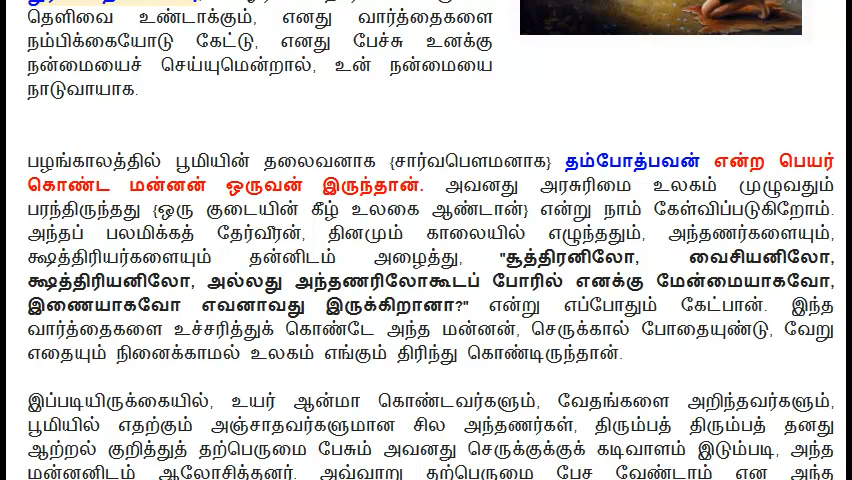 தெளிவை உண்டாக்கும், எனது வார்த்தைகளை
நம்பிக்கையோடு கேட்டு, எனது பேச்சு உனக்கு
நன்மையைச் செய்யுமென்றால், உன் நன்மையை
நாடுவாயாக.
பழங்காலத்தில் பூமியின் தலைவனாக {சார்வபௌமனாக} தம்போத்பவன் என்ற பெயர்
கொண்ட மன்னன் ஒருவன் இருந்தான். அவனது அரசுரிமை உலகம் முழுவதும்
பரந்திருந்தது {ஒரு குடையின் கீழ் உலகை ஆண்டான்} என்று நாம் கேள்விப்படுகிறோம்.
அந்தப் பலமிக்கத் தேர்வீரன், தினமும் காலையில் எழுந்ததும், அந்தணர்களையும்,
க்ஷத்திரியர்களையும் தன்னிடம் அழைத்து, "சூத்திரனிலோ, வைசியனிலோ,
க்ஷத்திரியனிலோ, அல்லது அந்தணரிலோகூடப் போரில் எனக்கு மேன்மையாகவோ,
இணையாகவோ எவனாவது இருக்கிறானா?" என்று எப்போதும் கேட்பான். இந்த
வார்த்தைகளை உச்சரித்துக் கொண்டே அந்த மன்னன், செருக்கால் போதையுண்டு, வேறு
எதையும் நினைக்காமல் உலகம் எங்கும் திரிந்து கொண்டிருந்தான்.
இப்படியிருக்கையில், உயர் ஆன்மா கொண்டவர்களும், வேதங்களை அறிந்தவர்களும்,
பூமியில் எதற்கும் அஞ்சாதவர்களுமான சில அந்தணர்கள், திரும்பத் திரும்பத் தனது
ஆற்றல் குறித்துத் தற்பெருமை பேசும் அவனது செருக்குக்குக் கடிவாளம் இடும்படி, அந்த
மன்னனிடம் ஆலோசித்தனர். அவ்வாறு தற்பெருமை பேச வேண்டாம் என அந்த